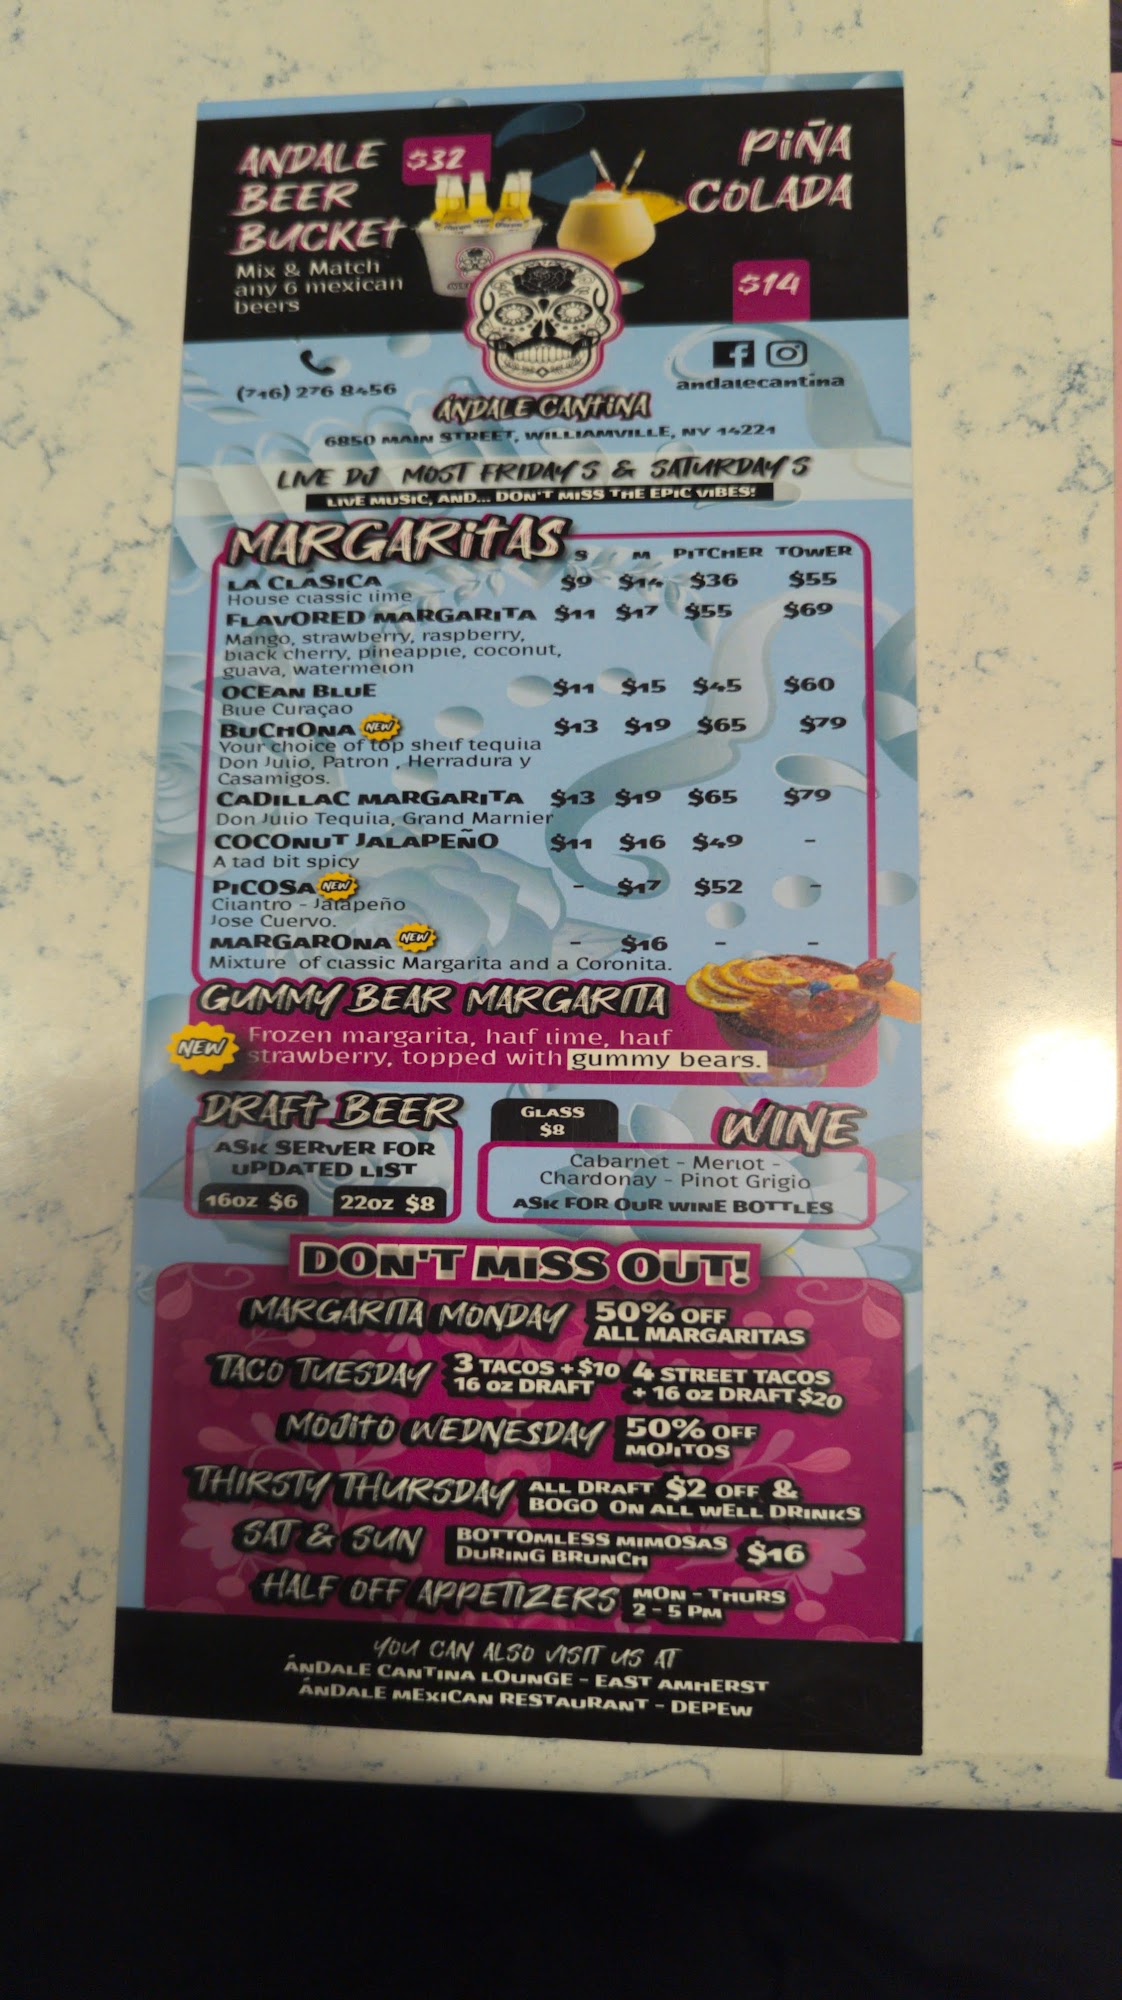 ANDALE $32
BEER
BUCKET
Mix & Match
any 6 mexican
beers
PIÑA
COLADA
$14
(716) 276 8456
andalecantina
ÁNDALE CANTINA
6850 MAIN STREET, WILLIAMVILLE, NY 14221
LIVE DJ MOST FRIDAY'S & SATURDAY'S
LIVE MUSIC, AND... DON'T MISS THE EPIC VIBES!
MARGARITAS S M PITCHER TOWER
LA CLÁSICA $9 $14 $36 $55
House classic lime
FLAVORED MARGARITA $11 $17 $55 $69
Mango, strawberry, raspberry,
black cherry, pineapple, coconut,
guava, watermelon
OCEAN BLUE $11 $15 $45 $60
Blue Curaçao
BUCHONA NEW $13 $19 $65 $79
Your choice of top shelf tequila
Don Julio, Patron , Herradura y
Casamigos.
CADILLAC MARGARITA $13 $19 $65 $79
Don Julio Tequila, Grand Marnier
COCONUT JALAPEÑO $11 $16 $49 -
A tad bit spicy
PICOSA NEW - $17 $52 -
Cilantro - Jalapeño
Jose Cuervo.
MARGARONA NEW - $16 - -
Mixture of classic Margarita and a Coronita.
GUMMY BEAR MARGARITA
NEW Frozen margarita, half lime, half
strawberry, topped with gummy bears.
DRAFT BEER
ASK SERVER FOR
UPDATED LIST
16OZ $6 22OZ $8
GLASS
$8
WINE
Cabarnet - Merlot -
Chardonay - Pinot Grigio
ASK FOR OUR WINE BOTTLES
DON'T MISS OUT!
MARGARITA MONDAY 50% OFF
ALL MARGARITAS
TACO TUESDAY 3 TACOS + $10 4 STREET TACOS
16 OZ DRAFT + 16 OZ DRAFT $20
MOJITO WEDNESDAY 50% OFF
MOJITOS
THIRSTY THURSDAY ALL DRAFT $2 OFF &
BOGO ON ALL WELL DRINKS
SAT & SUN BOTTOMLESS MIMOSAS $16
DURING BRUNCH
HALF OFF APPETIZERS MON - THURS
2 - 5 PM
YOU CAN ALSO VISIT US AT
ÁNDALE CANTINA LOUNGE - EAST AMHERST
ÁNDALE MEXICAN RESTAURANT - DEPEW